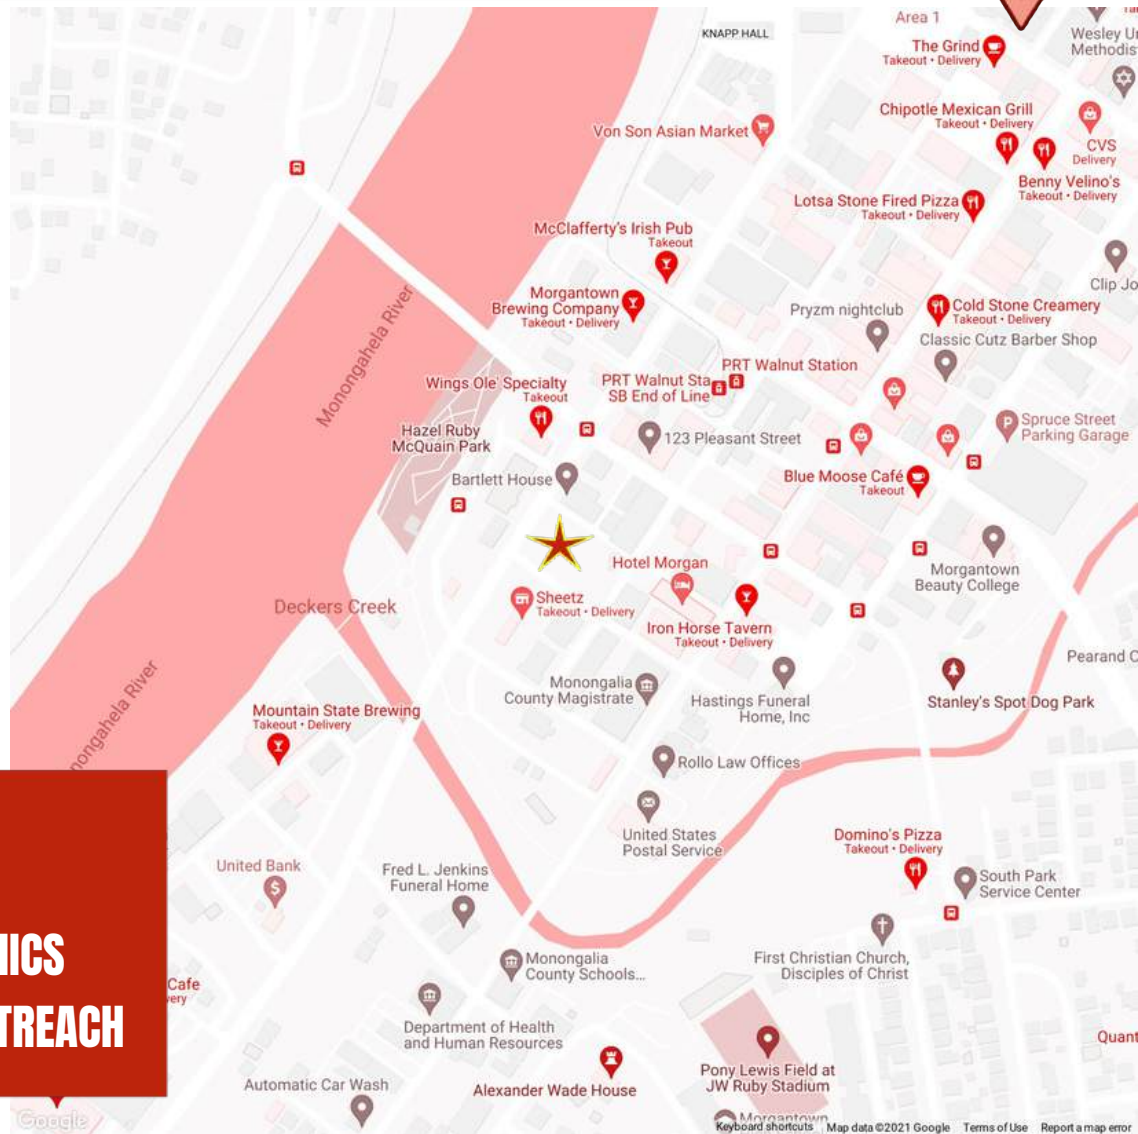 Area 1
KNAPP HALL
The Grind
Takeout • Delivery
Wesley
Chipotle Mexican Grill
Takeout • Delivery
Von Son Asian Market
CVS
Delivery
Benny Velino's
Takeout • Delivery
Lotsa Stone Fired Pizza
Takeout • Delivery
McClafferty's Irish Pub
Takeout
Clip Jo
Morgantown
Brewing Company
Takeout • Delivery
Pryzm nightclub
Cold Stone Creamery
Takeout • Delivery
Classic Cutz Barber Shop
Monongahela River
PRT Walnut Station
Wings Ole' Specialty
Takeout
PRT Walnut Sta
SB End of Line
Hazel Ruby
McQuain Park
123 Pleasant Street
Spruce Street
Parking Garage
Bartlett House
Blue Moose Café
Takeout
Hotel Morgan
Morgantown
Beauty College
Sheetz
Takeout • Delivery
Deckers Creek
Iron Horse Tavern
Takeout • Delivery
Pearand C
Monongalia
County Magistrate
Hastings Funeral
Home, Inc
Stanley's Spot Dog Park
nongahela River
Mountain State Brewing
Takeout • Delivery
Rollo Law Offices
United States
Postal Service
Domino's Pizza
Takeout • Delivery
United Bank
Fred L. Jenkins
Funeral Home
South Park
Service Center
MICS
TREACH
Monongalia
County Schools...
First Christian Church,
Disciples of Christ
Cafe
very
Department of Health
and Human Resources
Quant
Pony Lewis Field at
JW Ruby Stadium
Automatic Car Wash
Alexander Wade House
Google
Morgantown
Keyboard shortcuts Map data ©2021 Google Terms of Use Report a map error